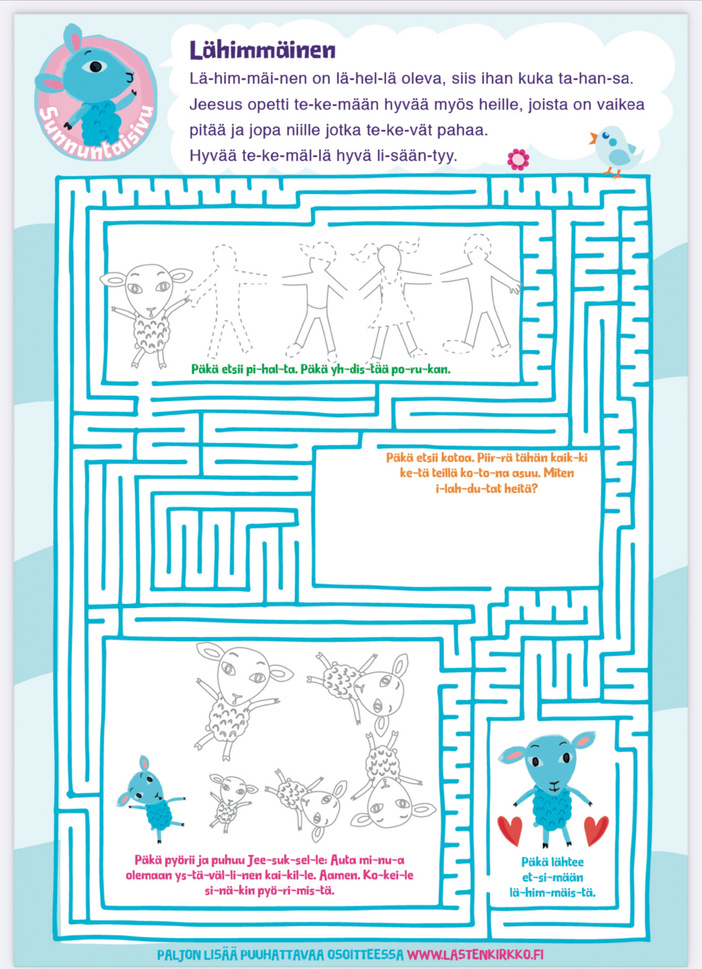 Sunnuntaisivu
Lähimmäinen
Lä-him-mäi-nen on lä-hel-lä oleva, siis ihan kuka ta-han-sa.
Jeesus opetti te-ke-mään hyvää myös heille, joista on vaikea
pitää ja jopa niille jotka te-ke-vät pahaa.
Hyvää te-ke-mäl-lä hyvä li-sään-tyy.
Päkä etsii pi-hal-ta. Päkä yh-dis-tää po-ru-kan.
Päkä etsii kotoa. Piir-rä tähän kaik-ki
ke-tä teillä ko-to-na asuu. Miten
i-lah-du-tat heitä?
Päkä pyörii ja puhuu Jee-suk-sel-le: Auta mi-nu-a
olemaan ys-tä-väl-li-nen kai-kil-le. Aamen. Ko-kei-le
si-nä-kin pyö-ri-mis-tä.
Päkä lähtee
et-si-mään
lä-him-mäis-tä.
PALJON LISÄÄ PUUHATTAVAA OSOITTEESSA WWW.LASTENKIRKKO.FI